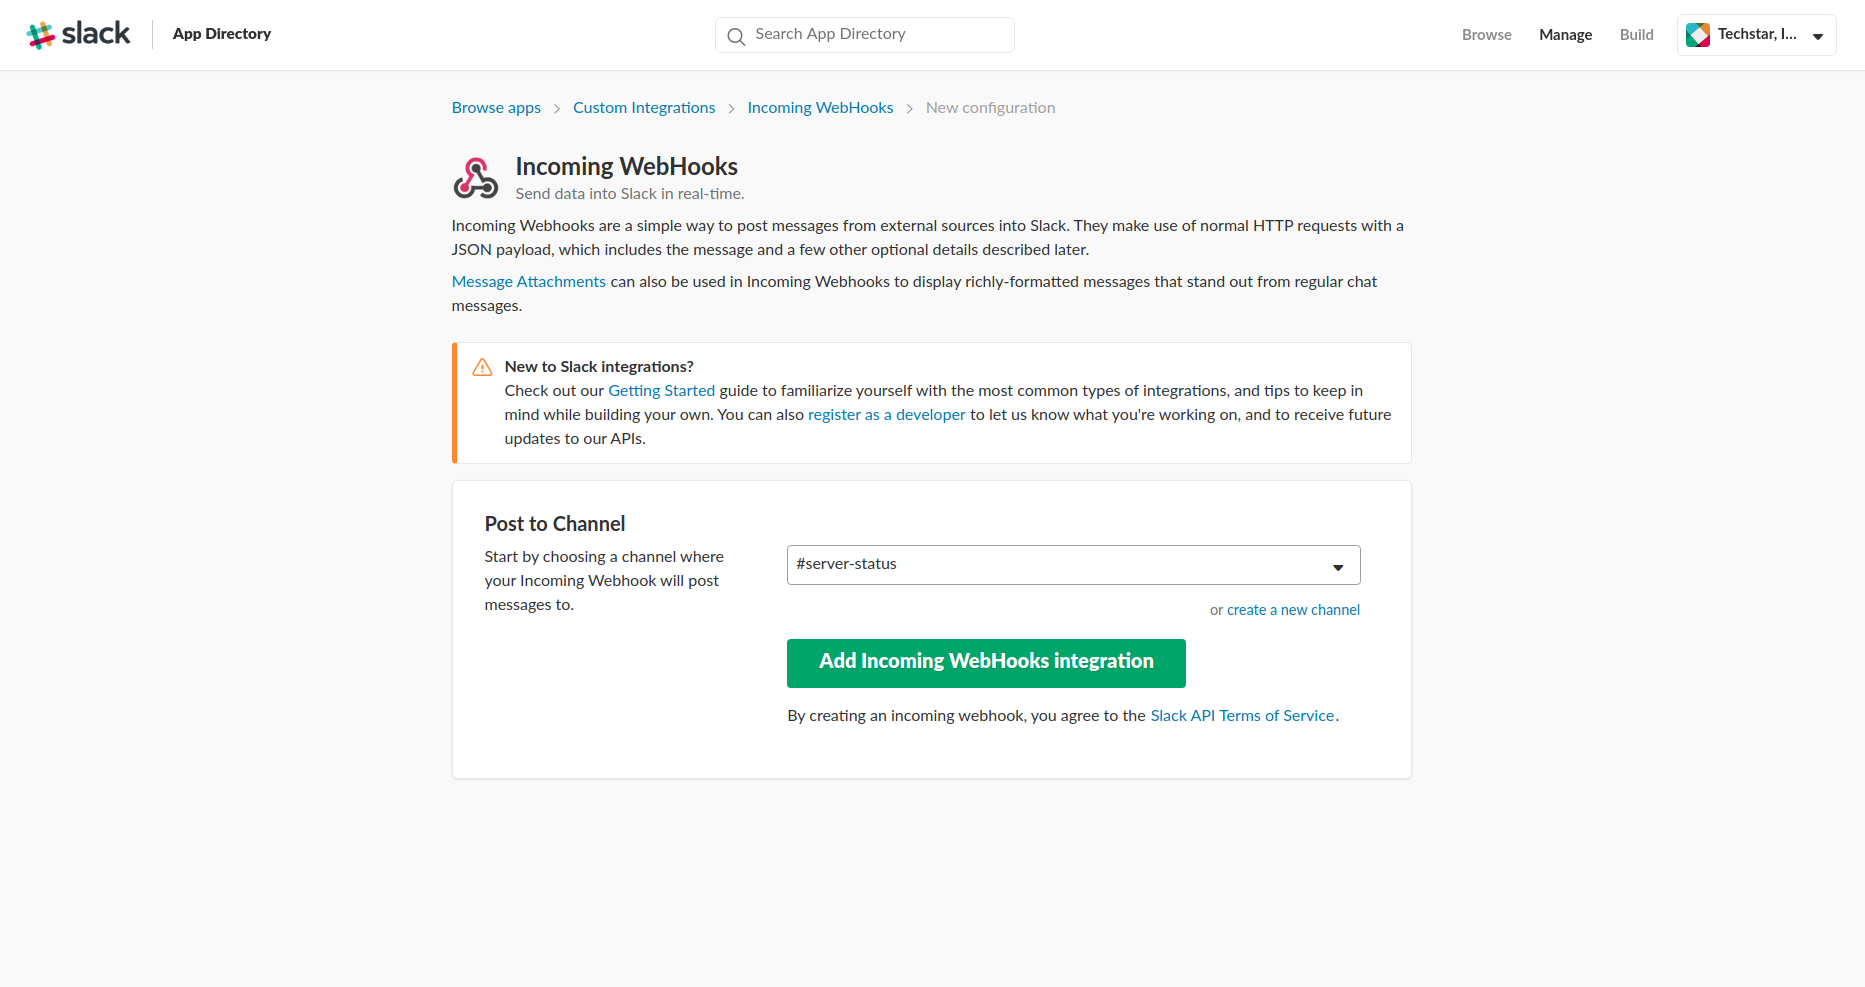 slack
App Directory
Search App Directory
Browse
Manage
Build
Techstar, I...
Browse apps > Custom Integrations > Incoming WebHooks > New configuration
Incoming WebHooks
Send data into Slack in real-time.
Incoming Webhooks are a simple way to post messages from external sources into Slack. They make use of normal HTTP requests with a
JSON payload, which includes the message and a few other optional details described later.
Message Attachments can also be used in Incoming Webhooks to display richly-formatted messages that stand out from regular chat
messages.
New to Slack integrations?
Check out our Getting Started guide to familiarize yourself with the most common types of integrations, and tips to keep in
mind while building your own. You can also register as a developer to let us know what you're working on, and to receive future
updates to our APIs.
Post to Channel
Start by choosing a channel where
your Incoming Webhook will post
messages to.
#server-status
or create a new channel
Add Incoming WebHooks integration
By creating an incoming webhook, you agree to the Slack API Terms of Service.